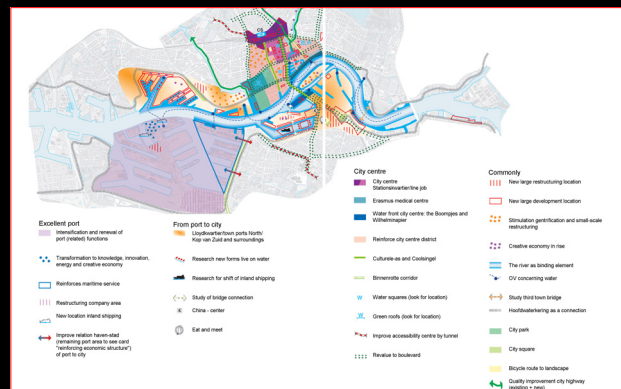 CS
Excellent port
Intensification and renewal of
port (related) functions
Transformation to knowledge, innovation,
energy and creative economy
Reinforces maritime service
Restructuring company area
New location inland shipping
Improve relation haven-stad
(remaining port area to see card
"reinforcing economic structure")
of port to city
From port to city
Lloydkwartier/town ports North/
Kop van Zuid and surroundings
Research new forms live on water
Research for shift of inland shipping
Study of bridge connection
China - center
Eat and meet
City centre
City centre
Stationskwartier/line job
Erasmus medical centre
Water front city centre: the Boompjes and
Wilhelminapier
Reinforce city centre district
Culturele-as and Coolsingel
Binnenrotte corridor
W
Water squares (look for location)
W
Green roofs (look for location)
Improve accessibility centre by tunnel
Revalue to boulevard
Commonly
New large restructuring location
New large development location
Stimulation gentrification and small-scale
restructuring
Creative economy in rise
The river as binding element
OV concerning water
Study third town bridge
Hoofdwaterkering as a connection
City park
City square
Bicycle route to landscape
Quality improvement city highway
(existing + new)